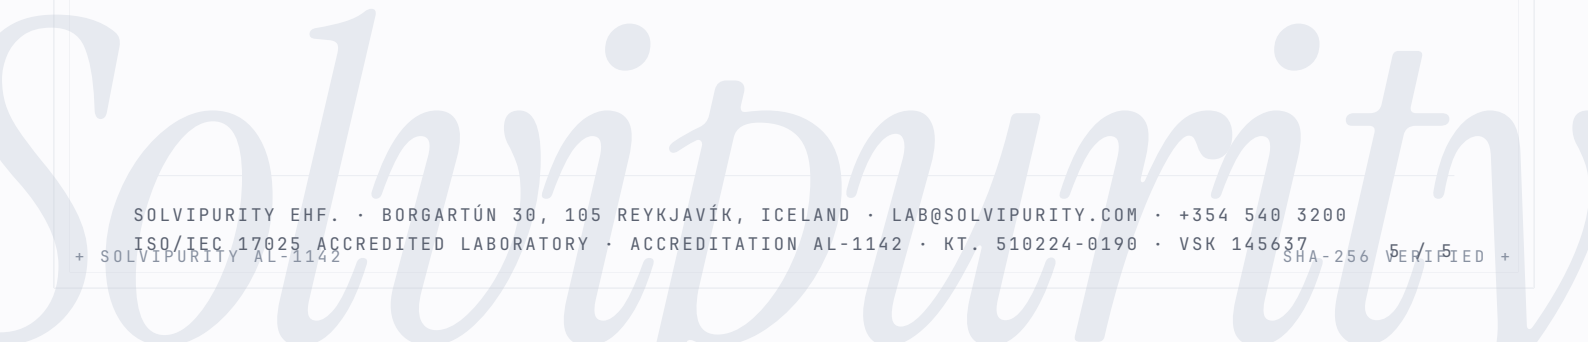 Solvipurity
SOLVIPURITY EHF. · BORGARTÚN 30, 105 REYKJAVÍK, ICELAND · LAB@SOLVIPURITY.COM · +354 540 3200
ISO/IEC 17025 ACCREDITED LABORATORY · ACCREDITATION AL-1142 · KT. 510224-0190 · VSK 145637
5 / 5
+ SOLVIPURITY AL-1142
SHA-256 VERIFIED +